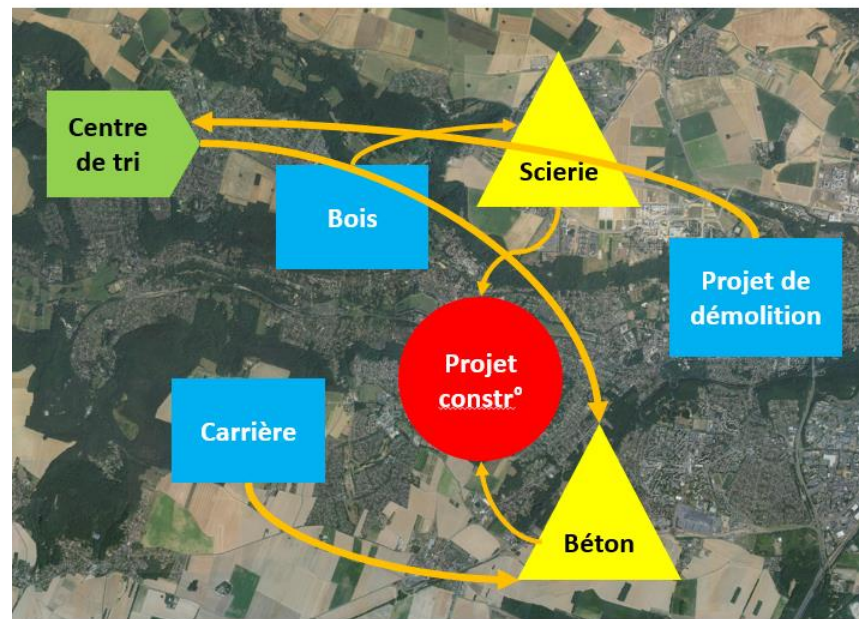 Centre
de tri
Scierie
Bois
Projet de
démolition
Projet
constr°
Carrière
Béton